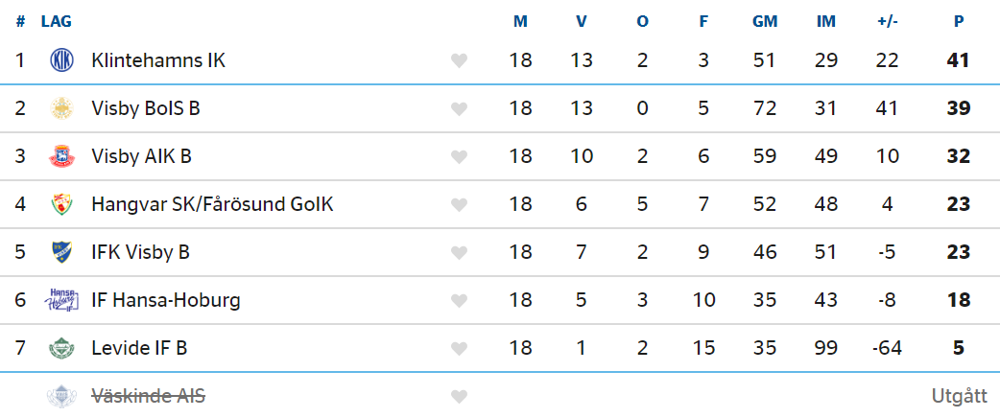 # LAG M V O F GM IM +/- P
1 KIK Klintehamns IK 18 13 2 3 51 29 22 41
2 Visby BoIS B 18 13 0 5 72 31 41 39
3 Visby AIK B 18 10 2 6 59 49 10 32
4 Hangvar SK/Fårösund GoIK 18 6 5 7 52 48 4 23
5 IFK Visby B 18 7 2 9 46 51 -5 23
6 Hansa Hoburg IF IF Hansa-Hoburg 18 5 3 10 35 43 -8 18
7 Levide IF B 18 1 2 15 35 99 -64 5
Väskinde AIS Utgått